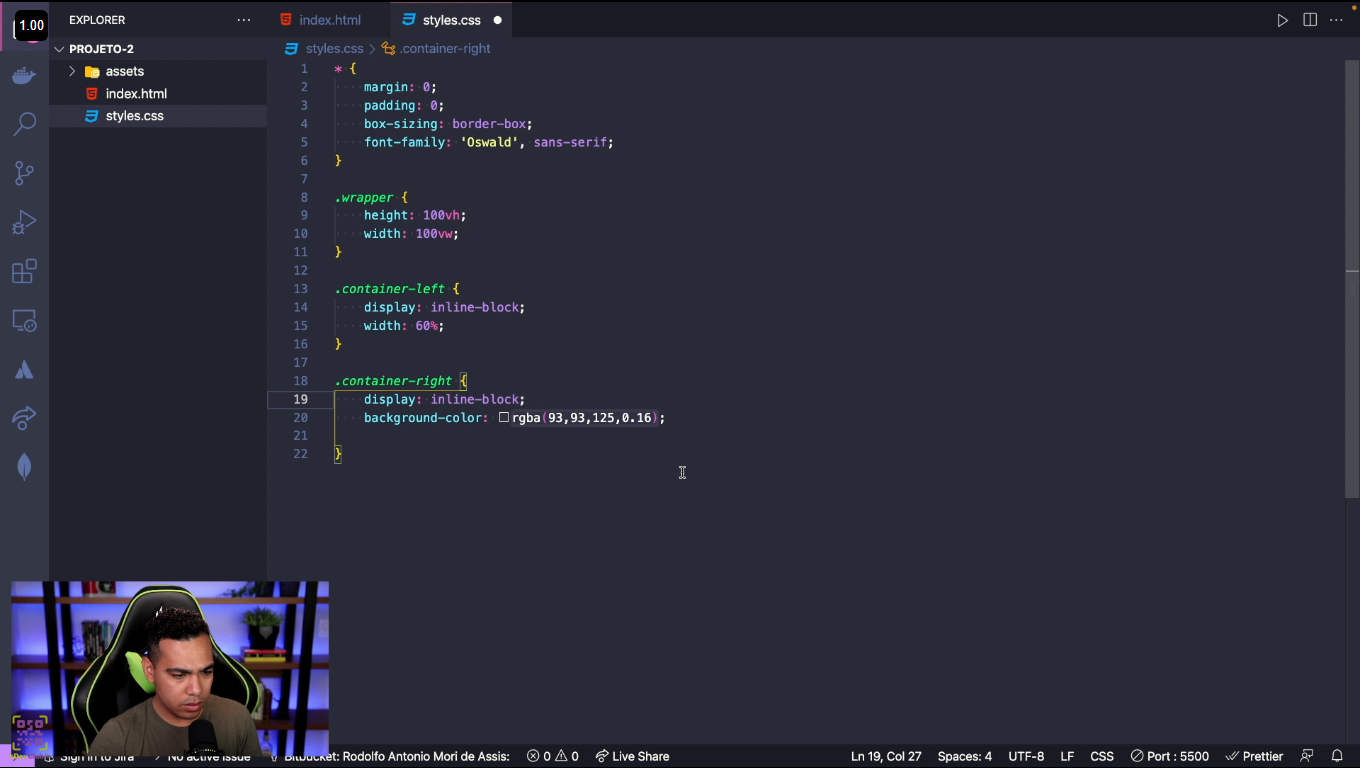 1.00
EXPLORER
···
index.html
styles.css
···
PROJETO-2
styles.css > .container-right
assets
index.html
styles.css
1 * {
2 margin: 0;
3 padding: 0;
4 box-sizing: border-box;
5 font-family: 'Oswald', sans-serif;
6 }
7
8 .wrapper {
9 height: 100vh;
10 width: 100vw;
11 }
12
13 .container-left {
14 display: inline-block;
15 width: 60%;
16 }
17
18 .container-right {
19 display: inline-block;
20 background-color: rgba(93,93,125,0.16);
21
22 }
Sign in to Jira
No active issue
Bitbucket: Rodolfo Antonio Mori de Assis:
0
0
Live Share
Ln 19, Col 27
Spaces: 4
UTF-8
LF
CSS
Port : 5500
Prettier